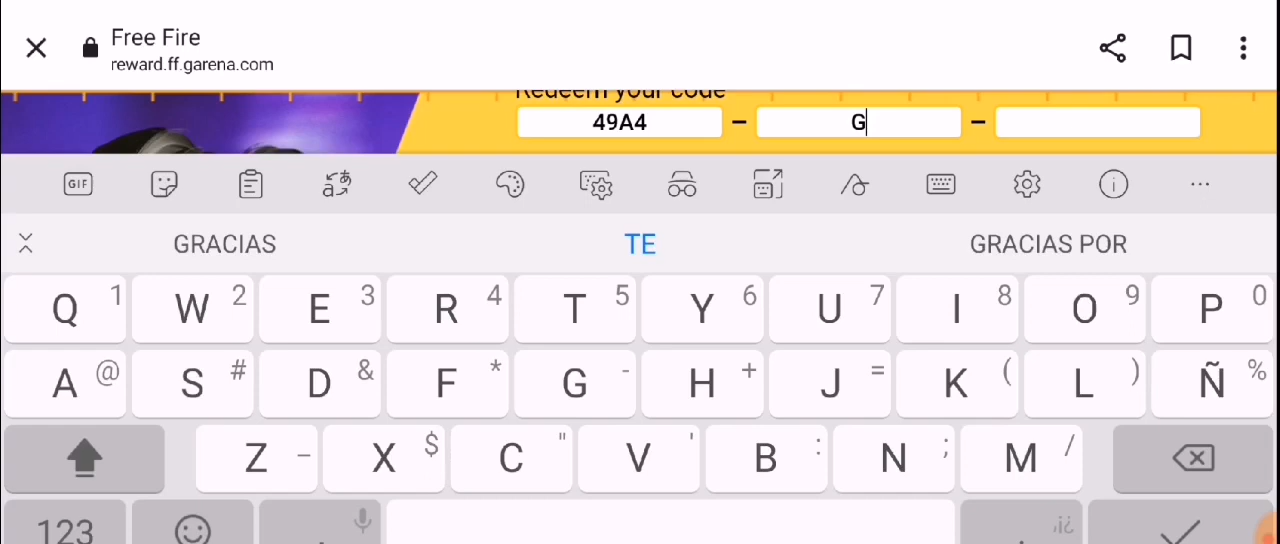 Free Fire
reward.ff.garena.com
Redeem your code
49A4 – G –
GIF
GRACIAS TE GRACIAS POR
Q 1 W 2 E 3 R 4 T 5 Y 6 U 7 I 8 O 9 P 0
A @ S # D & F * G - H + J = K ( L ) Ñ %
Z _ X $ C " V ' B : N ; M /
123 , . ¡¿